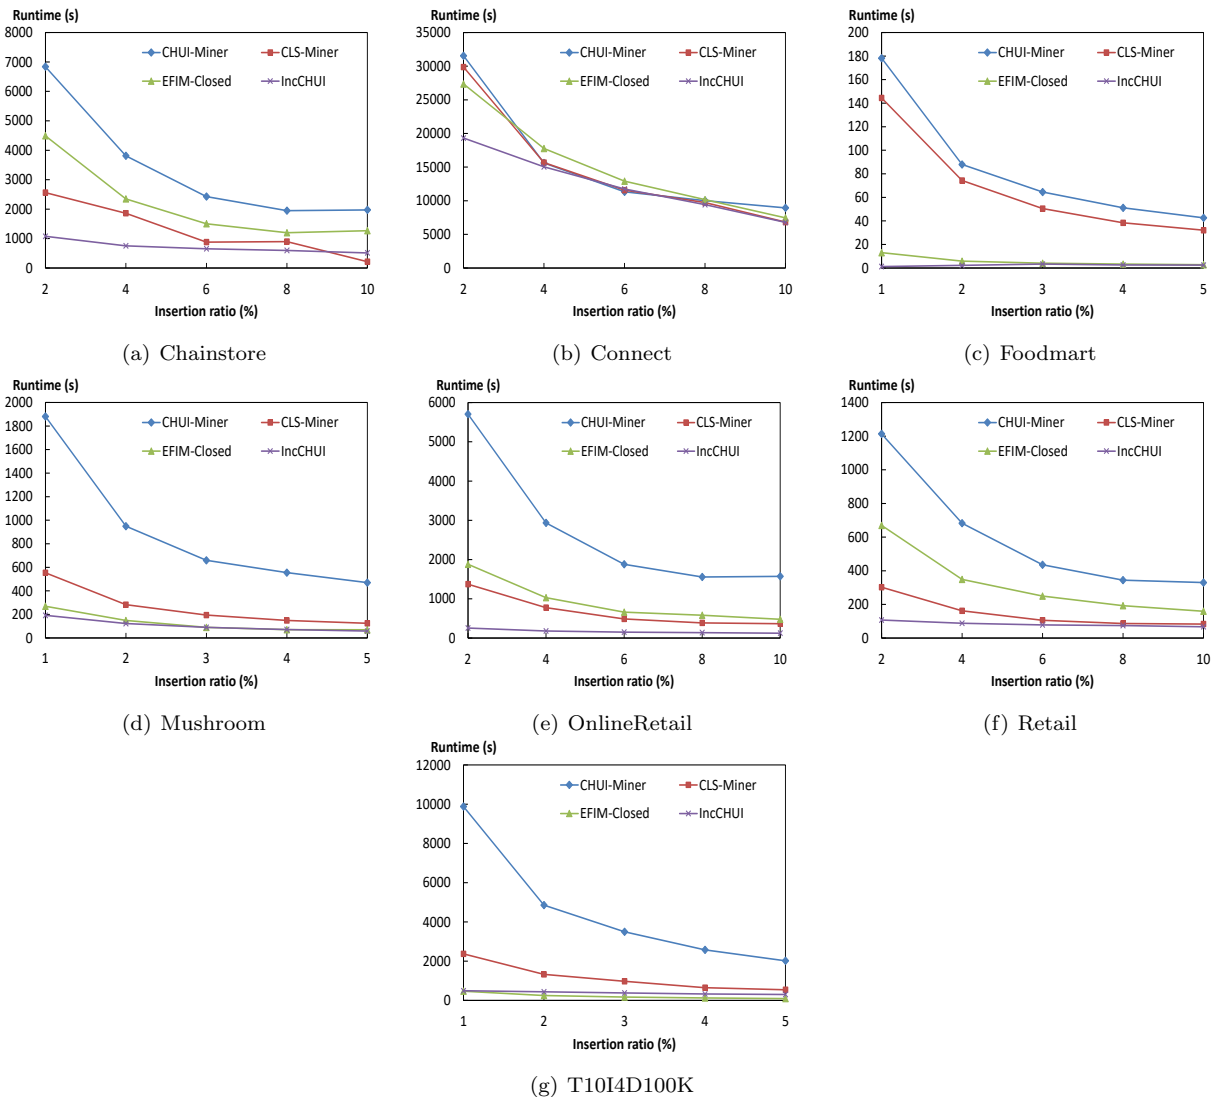 Runtime (s)
8000
7000
6000
5000
4000
3000
2000
1000
0
CHUI-Miner CLS-Miner
EFIM-Closed IncCHUI
2 4 6 8 10
Insertion ratio (%)
(a) Chainstore
Runtime (s)
35000
30000
25000
20000
15000
10000
5000
0
CHUI-Miner CLS-Miner
EFIM-Closed IncCHUI
2 4 6 8 10
Insertion ratio (%)
(b) Connect
Runtime (s)
200
180
160
140
120
100
80
60
40
20
0
CHUI-Miner CLS-Miner
EFIM-Closed IncCHUI
1 2 3 4 5
Insertion ratio (%)
(c) Foodmart
Runtime (s)
2000
1800
1600
1400
1200
1000
800
600
400
200
0
CHUI-Miner CLS-Miner
EFIM-Closed IncCHUI
1 2 3 4 5
Insertion ratio (%)
(d) Mushroom
Runtime (s)
6000
5000
4000
3000
2000
1000
0
CHUI-Miner CLS-Miner
EFIM-Closed IncCHUI
2 4 6 8 10
Insertion ratio (%)
(e) OnlineRetail
Runtime (s)
1400
1200
1000
800
600
400
200
0
CHUI-Miner CLS-Miner
EFIM-Closed IncCHUI
2 4 6 8 10
Insertion ratio (%)
(f) Retail
Runtime (s)
12000
10000
8000
6000
4000
2000
0
CHUI-Miner CLS-Miner
EFIM-Closed IncCHUI
1 2 3 4 5
Insertion ratio (%)
(g) T10I4D100K